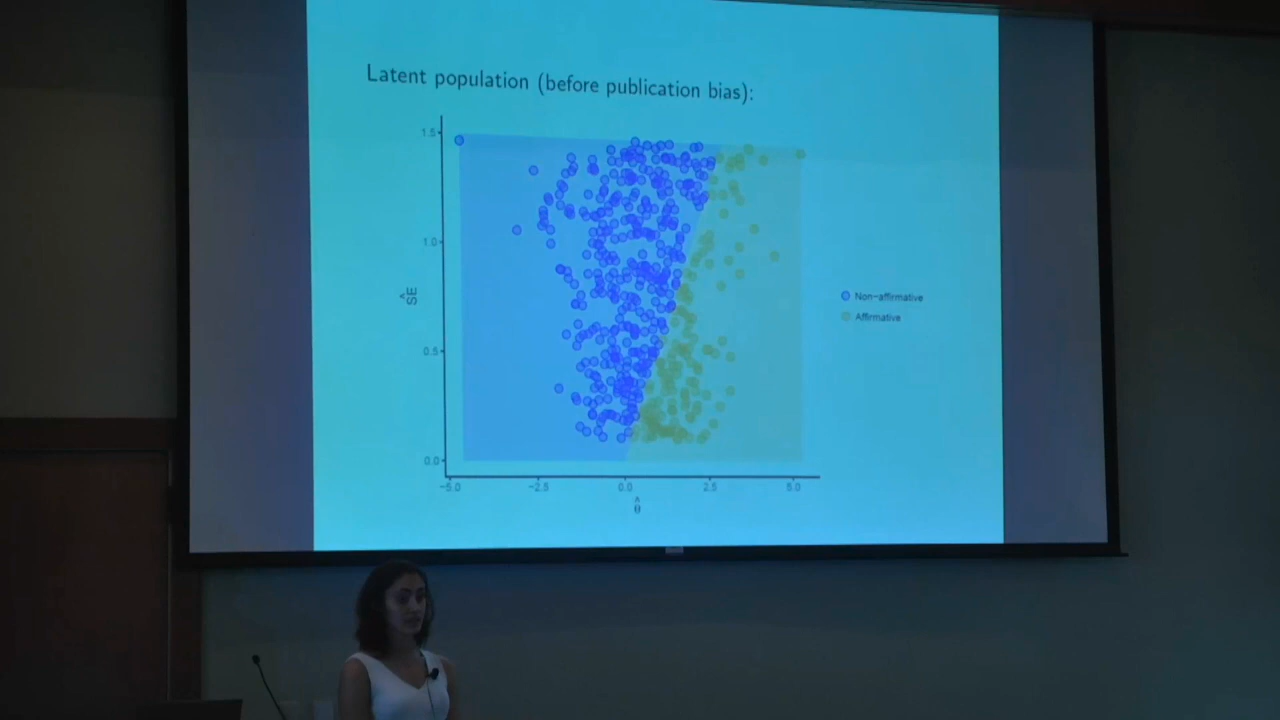 Latent population (before publication bias):
1.5
1.0
0.5
0.0
ŜE
-5.0 -2.5 0.0 2.5 5.0
θ̂
Non-affirmative
Affirmative